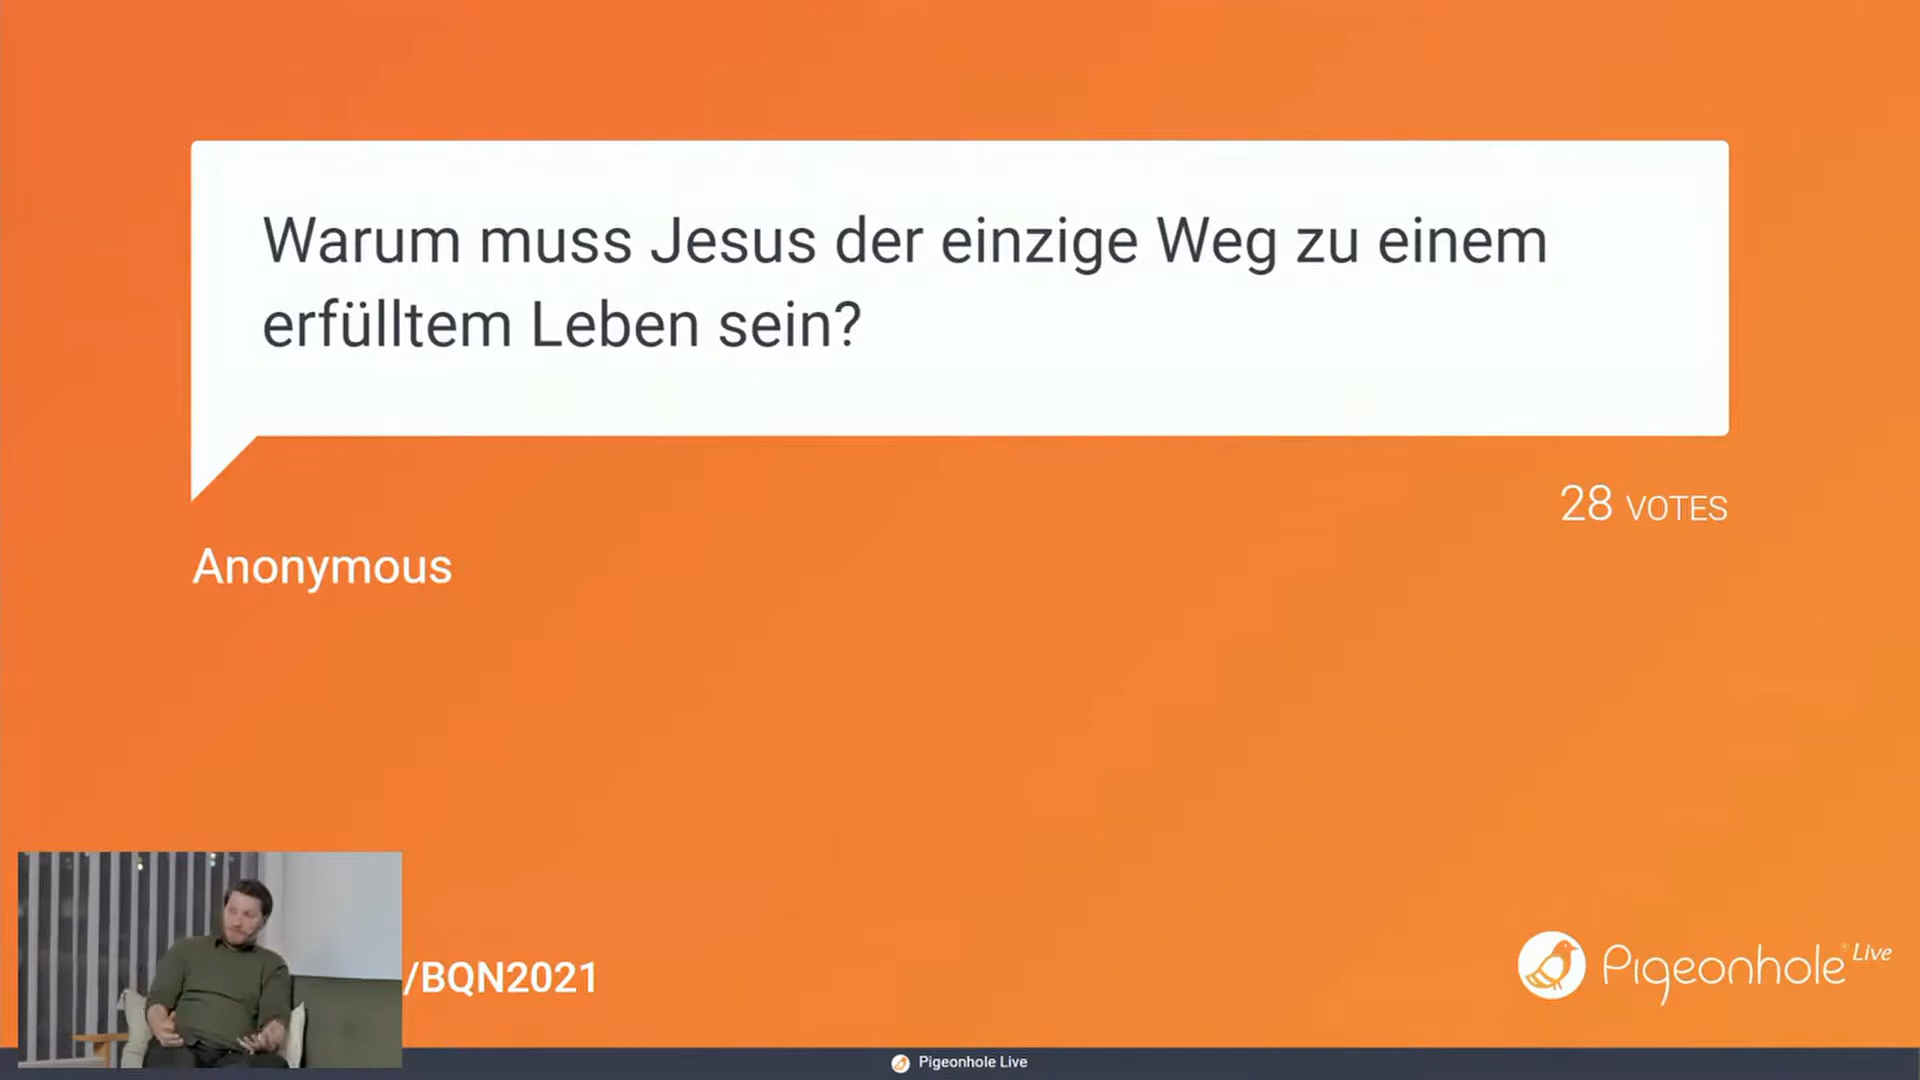 Warum muss Jesus der einzige Weg zu einem
erfülltem Leben sein?
28 VOTES
Anonymous
/BQN2021
Pigeonhole Live
Pigeonhole Live